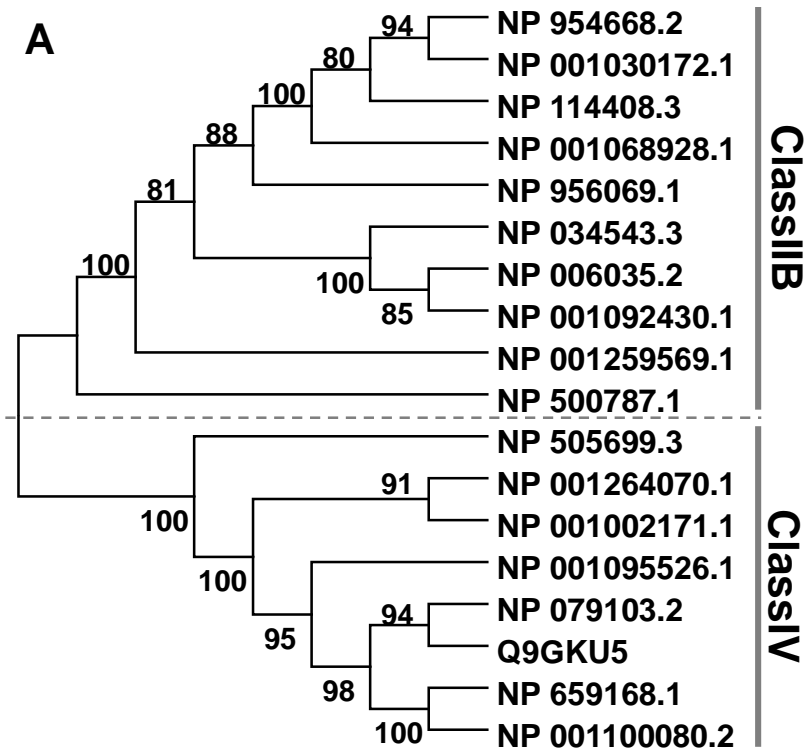 A
94
NP 954668.2
80
NP 001030172.1
100
NP 114408.3
88
NP 001068928.1
81
NP 956069.1
NP 034543.3
100
NP 006035.2
100
85
NP 001092430.1
NP 001259569.1
NP 500787.1
ClassIIB
NP 505699.3
91
NP 001264070.1
100
NP 001002171.1
100
NP 001095526.1
95
94
NP 079103.2
Q9GKU5
98
NP 659168.1
100
NP 001100080.2
ClassIV